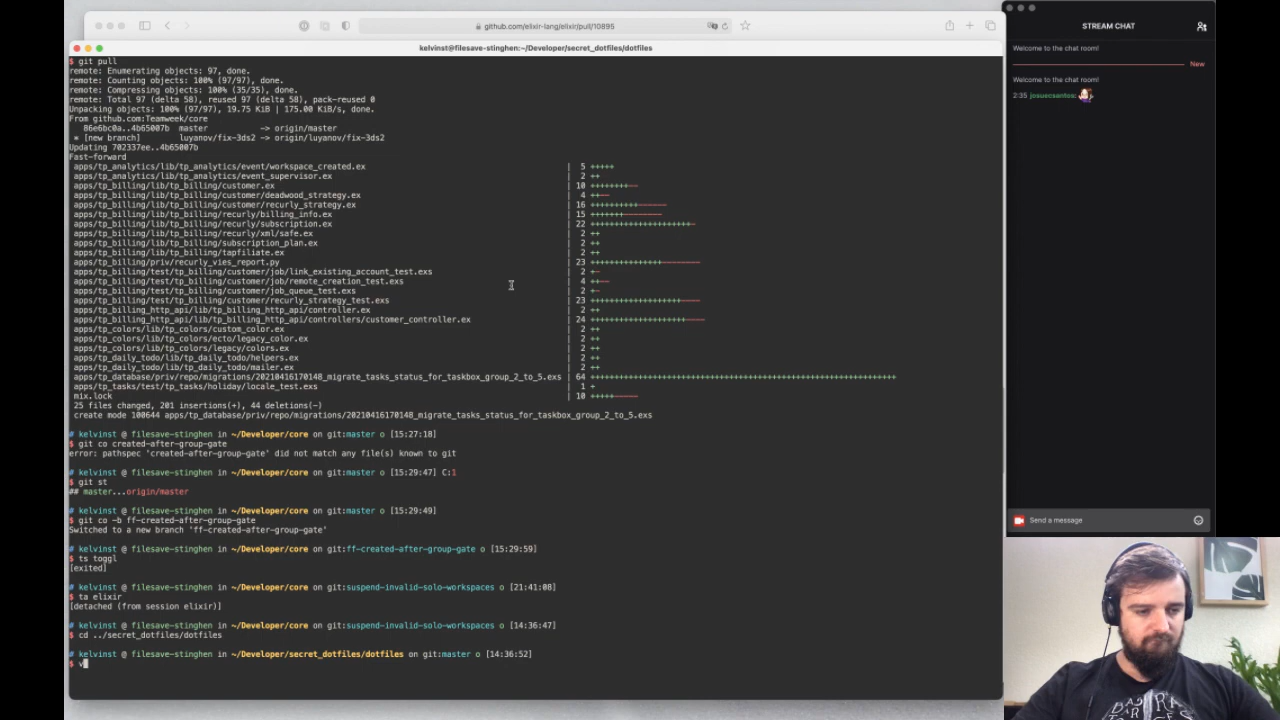 github.com/elixir-lang/elixir/pull/10895
STREAM CHAT
kelvinst@filesave-stinghen:~/Developer/secret_dotfiles/dotfiles
Welcome to the chat room!
New
Welcome to the chat room!
2:35 jesuecsantos:
$ git pull
remote: Enumerating objects: 97, done.
remote: Counting objects: 100% (97/97), done.
remote: Compressing objects: 100% (35/35), done.
remote: Total 97 (delta 58), reused 97 (delta 58), pack-reused 0
Unpacking objects: 100% (97/97), 19.75 KiB | 175.00 KiB/s, done.
From github.com:Teamweek/core
86e6bc0a..4b65007b master -> origin/master
* [new branch] luyanov/fix-3ds2 -> origin/luyanov/fix-3ds2
Updating 702337ee..4b65007b
Fast-forward
apps/tp_analytics/lib/tp_analytics/event/workspace_created.ex | 5 +++++
apps/tp_analytics/lib/tp_analytics/event_supervisor.ex | 2 ++
apps/tp_billing/lib/tp_billing/customer.ex | 10 ++++++++--
apps/tp_billing/lib/tp_billing/customer/deadwood_strategy.ex | 4 ++--
apps/tp_billing/lib/tp_billing/customer/recurly_strategy.ex | 16 ++++++++++------
apps/tp_billing/lib/tp_billing/recurly/billing_info.ex | 15 +++++++--------
apps/tp_billing/lib/tp_billing/recurly/subscription.ex | 22 +++++++++++++++++++++-
apps/tp_billing/lib/tp_billing/recurly/xml/safe.ex | 2 ++
apps/tp_billing/lib/tp_billing/subscription_plan.ex | 2 ++
apps/tp_billing/lib/tp_billing/tapfiliate.ex | 2 ++
apps/tp_billing/priv/recurly_vies_report.py | 23 +++++++++++++++--------
apps/tp_billing/test/tp_billing/customer/job/link_existing_account_test.exs | 2 +-
apps/tp_billing/test/tp_billing/customer/job/remote_creation_test.exs | 4 ++--
apps/tp_billing/test/tp_billing/customer/job_queue_test.exs | 2 +-
apps/tp_billing/test/tp_billing/customer/recurly_strategy_test.exs | 23 +++++++++++++++++++----
apps/tp_billing_http_api/lib/tp_billing_http_api/controller.ex | 2 ++
apps/tp_billing_http_api/lib/tp_billing_http_api/controllers/customer_controller.ex | 24 ++++++++++++++++++++----
apps/tp_colors/lib/tp_colors/custom_color.ex | 2 ++
apps/tp_colors/lib/tp_colors/ecto/legacy_color.ex | 2 ++
apps/tp_colors/lib/tp_colors/legacy/colors.ex | 2 ++
apps/tp_daily_todo/lib/tp_daily_todo/helpers.ex | 2 ++
apps/tp_daily_todo/lib/tp_daily_todo/mailer.ex | 2 ++
apps/tp_database/priv/repo/migrations/20210416170148_migrate_tasks_status_for_taskbox_group_2_to_5.exs | 64 ++++++++++++++++++++++++++++++++++++++++++++++++++++++++++++++++
apps/tp_tasks/test/tp_tasks/holiday/locale_test.exs | 1 +
mix.lock | 10 +++++-----
25 files changed, 201 insertions(+), 44 deletions(-)
create mode 100644 apps/tp_database/priv/repo/migrations/20210416170148_migrate_tasks_status_for_taskbox_group_2_to_5.exs
# kelvinst @ filesave-stinghen in ~/Developer/core on git:master o [15:27:18]
$ git co created-after-group-gate
error: pathspec 'created-after-group-gate' did not match any file(s) known to git
# kelvinst @ filesave-stinghen in ~/Developer/core on git:master o [15:29:47] C:1
$ git st
## master...origin/master
# kelvinst @ filesave-stinghen in ~/Developer/core on git:master o [15:29:49]
$ git co -b ff-created-after-group-gate
Switched to a new branch 'ff-created-after-group-gate'
# kelvinst @ filesave-stinghen in ~/Developer/core on git:ff-created-after-group-gate o [15:29:59]
$ ts toggl
[exited]
# kelvinst @ filesave-stinghen in ~/Developer/core on git:suspend-invalid-solo-workspaces o [21:41:08]
$ ta elixir
[detached (from session elixir)]
# kelvinst @ filesave-stinghen in ~/Developer/core on git:suspend-invalid-solo-workspaces o [14:36:47]
$ cd ../secret_dotfiles/dotfiles
# kelvinst @ filesave-stinghen in ~/Developer/secret_dotfiles/dotfiles on git:master o [14:36:52]
$ v
Send a message